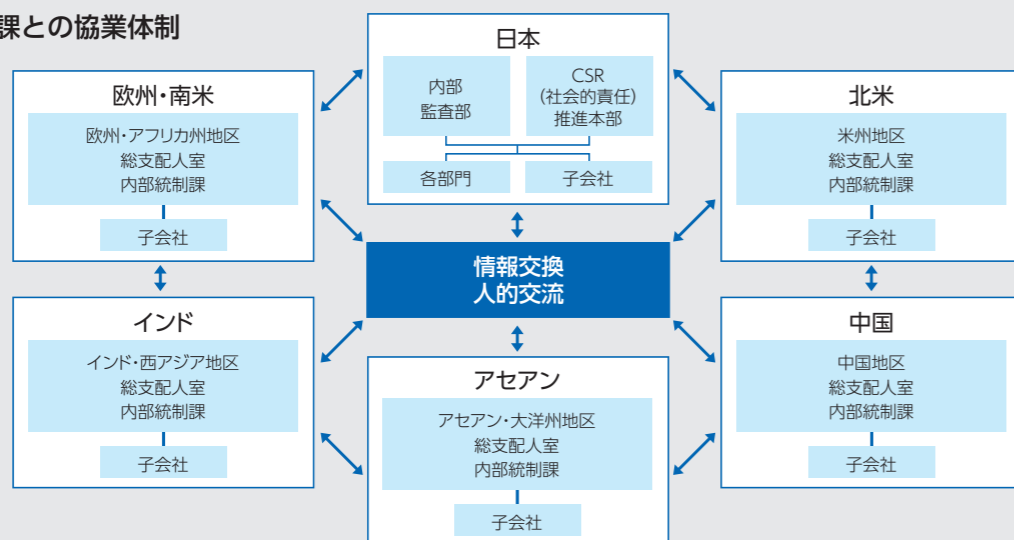 課との協業体制
日本
内部
監査部
CSR
(社会的責任)
推進本部
各部門
子会社
欧州・南米
欧州・アフリカ州地区
総支配人室
内部統制課
子会社
北米
米州地区
総支配人室
内部統制課
子会社
情報交換
人的交流
インド
インド・西アジア地区
総支配人室
内部統制課
子会社
アセアン
アセアン・大洋州地区
総支配人室
内部統制課
子会社
中国
中国地区
総支配人室
内部統制課
子会社